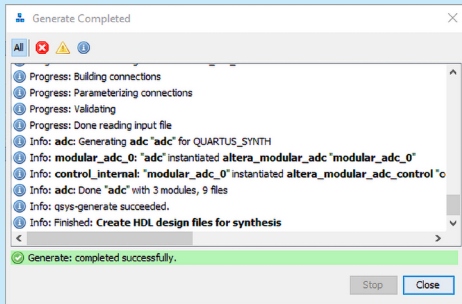 Generate Completed
All
Progress: Building connections
Progress: Parameterizing connections
Progress: Validating
Progress: Done reading input file
Info: adc: Generating adc "adc" for QUARTUS_SYNTH
Info: modular_adc_0: "adc" instantiated altera_modular_adc "modular_adc_0"
Info: control_internal: "modular_adc_0" instantiated altera_modular_adc_control "c
Info: adc: Done "adc" with 3 modules, 9 files
Info: qsys-generate succeeded.
Info: Finished: Create HDL design files for synthesis
Generate: completed successfully.
Stop
Close